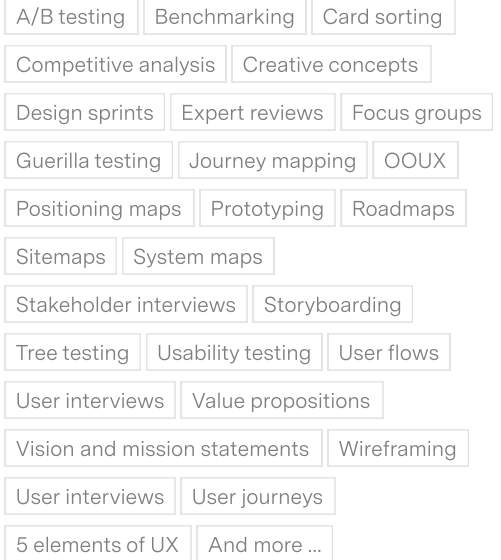 A/B testing Benchmarking Card sorting
Competitive analysis Creative concepts
Design sprints Expert reviews Focus groups
Guerilla testing Journey mapping OOUX
Positioning maps Prototyping Roadmaps
Sitemaps System maps
Stakeholder interviews Storyboarding
Tree testing Usability testing User flows
User interviews Value propositions
Vision and mission statements Wireframing
User interviews User journeys
5 elements of UX And more ...